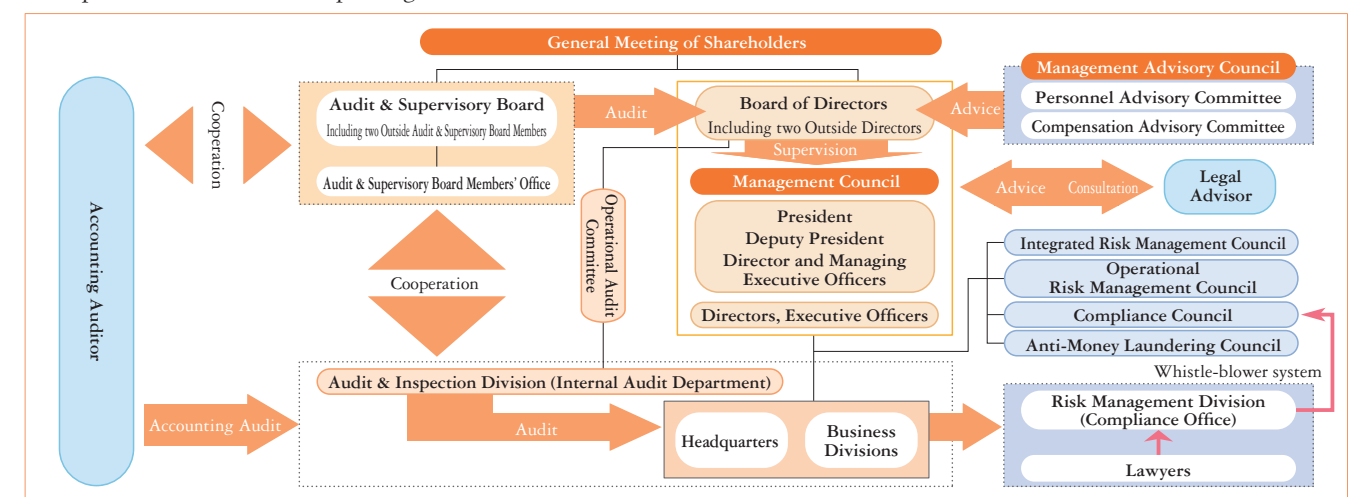 General Meeting of Shareholders
Management Advisory Council
Personnel Advisory Committee
Compensation Advisory Committee
Audit & Supervisory Board
Including two Outside Audit & Supervisory Board Members
Audit & Supervisory Board Members' Office
Cooperation
Audit
Board of Directors
Including two Outside Directors
Advice
Supervision
Management Council
President
Deputy President
Director and Managing
Executive Officers
Directors, Executive Officers
Advice
Consultation
Legal
Advisor
Accounting Auditor
Operational Audit
Committee
Cooperation
Integrated Risk Management Council
Operational
Risk Management Council
Compliance Council
Anti-Money Laundering Council
Whistle-blower system
Audit & Inspection Division (Internal Audit Department)
Accounting Audit
Audit
Headquarters
Business
Divisions
Risk Management Division
(Compliance Office)
Lawyers